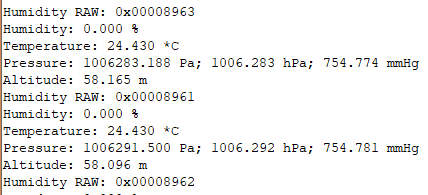 Humidity RAW: 0x00008963
Humidity: 0.000 %
Temperature: 24.430 *C
Pressure: 1006283.188 Pa; 1006.283 hPa; 754.774 mmHg
Altitude: 58.165 m
Humidity RAW: 0x00008961
Humidity: 0.000 %
Temperature: 24.430 *C
Pressure: 1006291.500 Pa; 1006.292 hPa; 754.781 mmHg
Altitude: 58.096 m
Humidity RAW: 0x00008962